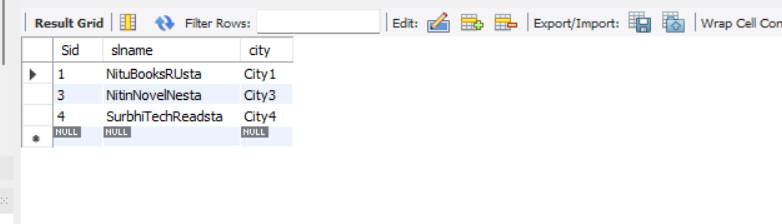 Result Grid Filter Rows: Edit: Export/Import: Wrap Cell Con
Sid slname city
1 NituBooksRUsta City1
3 NitinNovelNesta City3
4 SurbhiTechReadsta City4
NULL NULL NULL